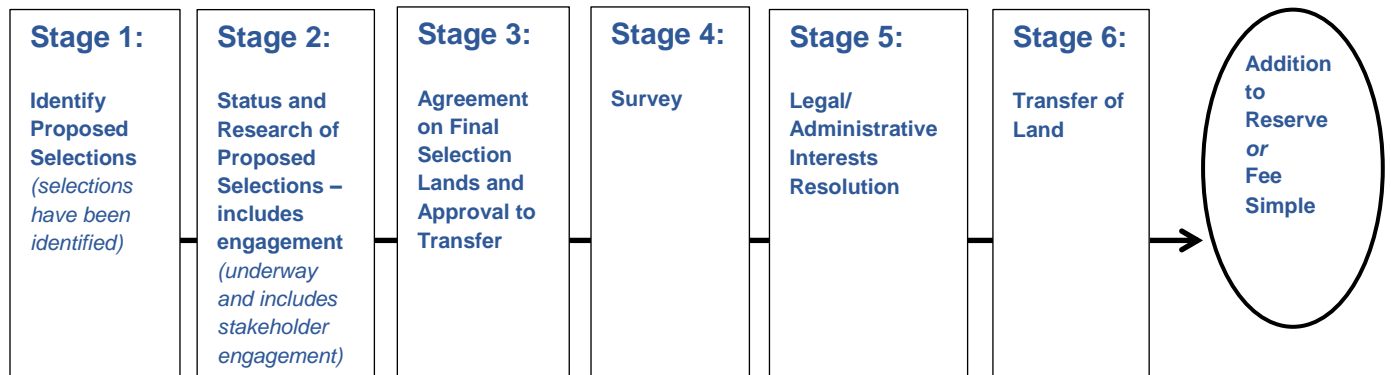 Stage 1:
Identify
Proposed
Selections
(selections
have been
identified)
Stage 2:
Status and
Research of
Proposed
Selections –
includes
engagement
(underway
and includes
stakeholder
engagement)
Stage 3:
Agreement
on Final
Selection
Lands and
Approval to
Transfer
Stage 4:
Survey
Stage 5:
Legal/
Administrative
Interests
Resolution
Stage 6:
Transfer of
Land
Addition
to
Reserve
or
Fee
Simple